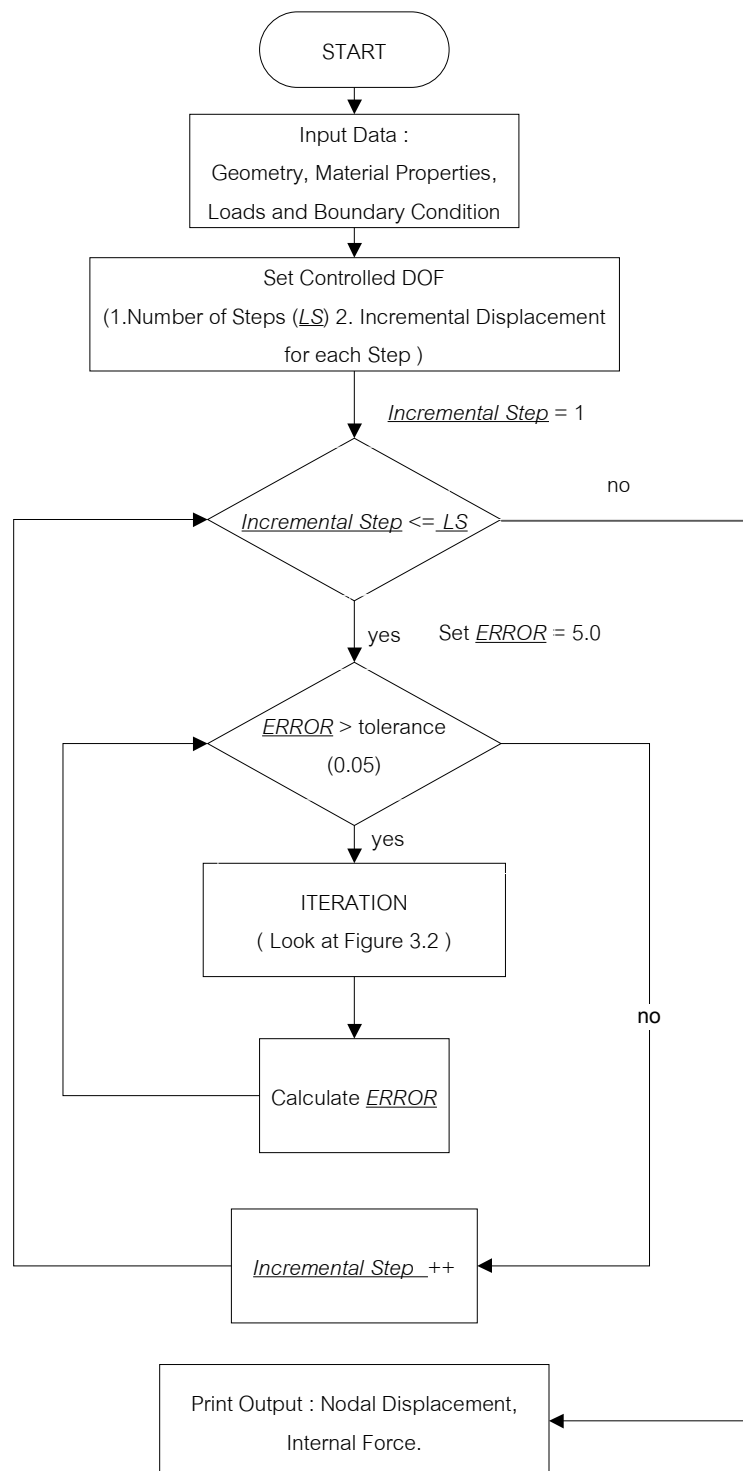 START
Input Data :
Geometry, Material Properties,
Loads and Boundary Condition
Set Controlled DOF
(1.Number of Steps (LS) 2. Incremental Displacement
for each Step )
Incremental Step = 1
no
Incremental Step <= LS
yes
Set ERROR = 5.0
ERROR > tolerance
(0.05)
yes
ITERATION
( Look at Figure 3.2 )
no
Calculate ERROR
Incremental Step ++
Print Output : Nodal Displacement,
Internal Force.